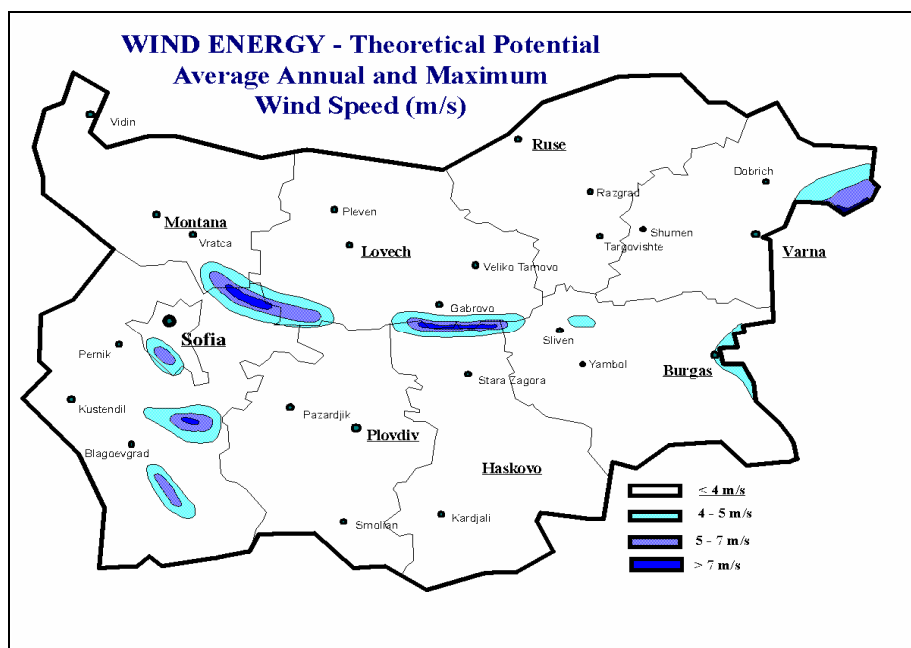 WIND ENERGY - Theoretical Potential
Average Annual and Maximum
Wind Speed (m/s)
Vidin
Ruse
Dobrich
Razgrad
Pleven
Montana
Vratca
Shumen
Targovishte
Varna
Lovech
Veliko Tarnovo
Gabrovo
Sofia
Sliven
Pernik
Yambol
Burgas
Stara Zagora
Kustendil
Pazardjik
Plovdiv
Blagoevgrad
Haskovo
Smolian
Kardjali
< 4 m/s
4 - 5 m/s
5 - 7 m/s
> 7 m/s